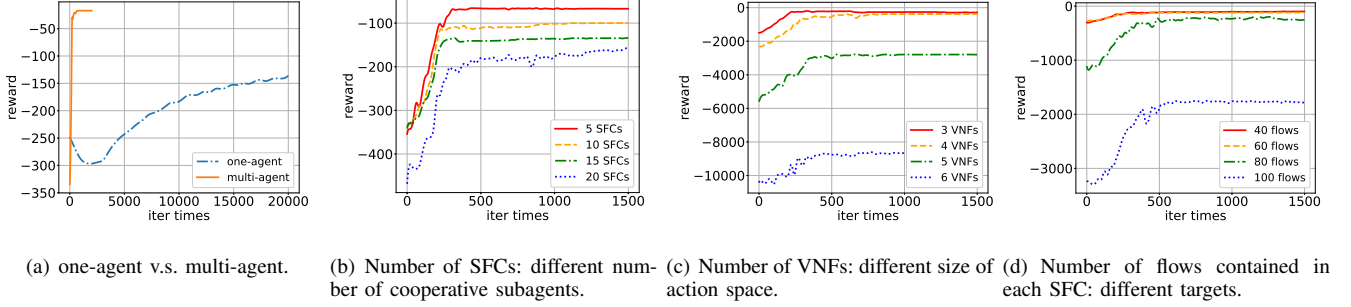 −50
−100
−150
−200
−250
−300
−350
reward
0 5000 10000 15000 20000
iter times
one-agent
multi-agent
−100
−200
−300
−400
reward
0 500 1000 1500
iter times
5 SFCs
10 SFCs
15 SFCs
20 SFCs
0
−2000
−4000
−6000
−8000
−10000
reward
0 500 1000 1500
iter times
3 VNFs
4 VNFs
5 VNFs
6 VNFs
0
−1000
−2000
−3000
reward
0 500 1000 1500
iter times
40 flows
60 flows
80 flows
100 flows
(a) one-agent v.s. multi-agent.
(b) Number of SFCs: different num-
ber of cooperative subagents.
(c) Number of VNFs: different size of
action space.
(d) Number of flows contained in
each SFC: different targets.